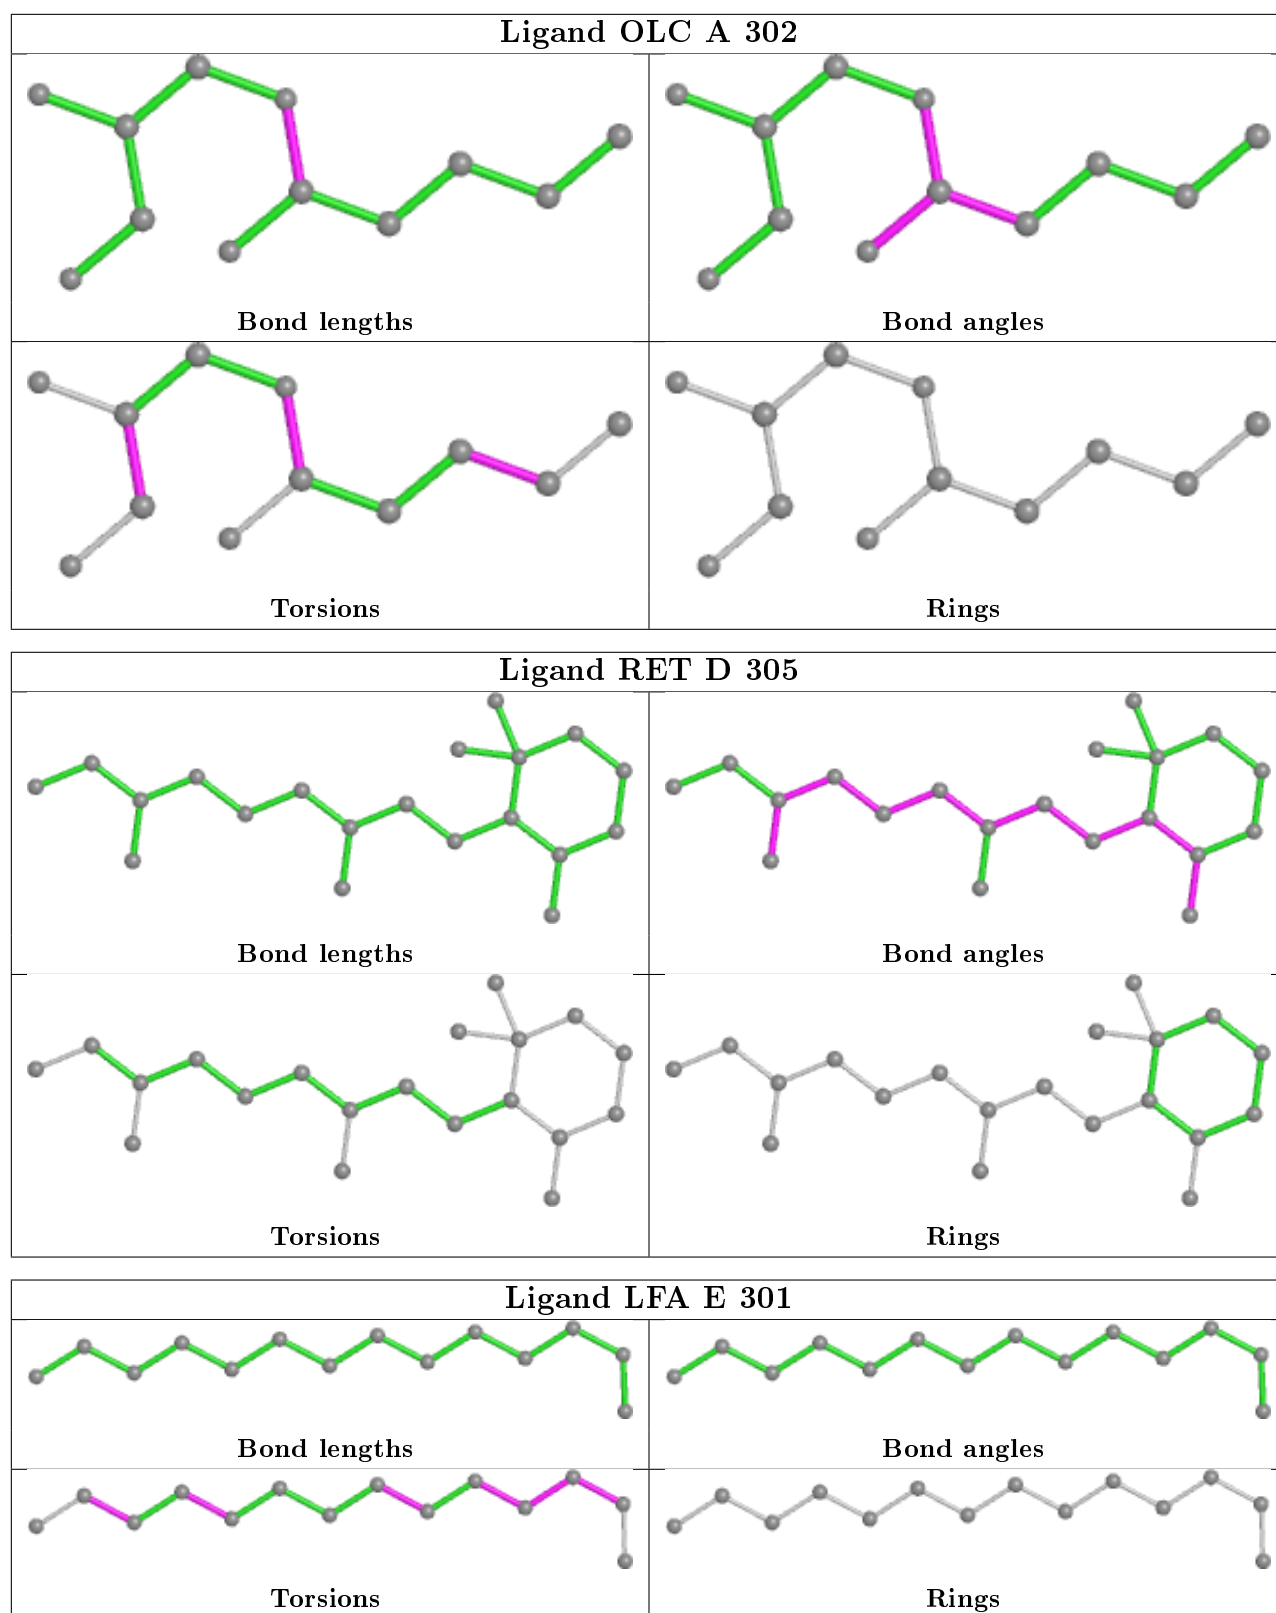 Ligand OLC A 302
Bond lengths
Bond angles
Torsions
Rings
Ligand RET D 305
Bond lengths
Bond angles
Torsions
Rings
Ligand LFA E 301
Bond lengths
Bond angles
Torsions
Rings